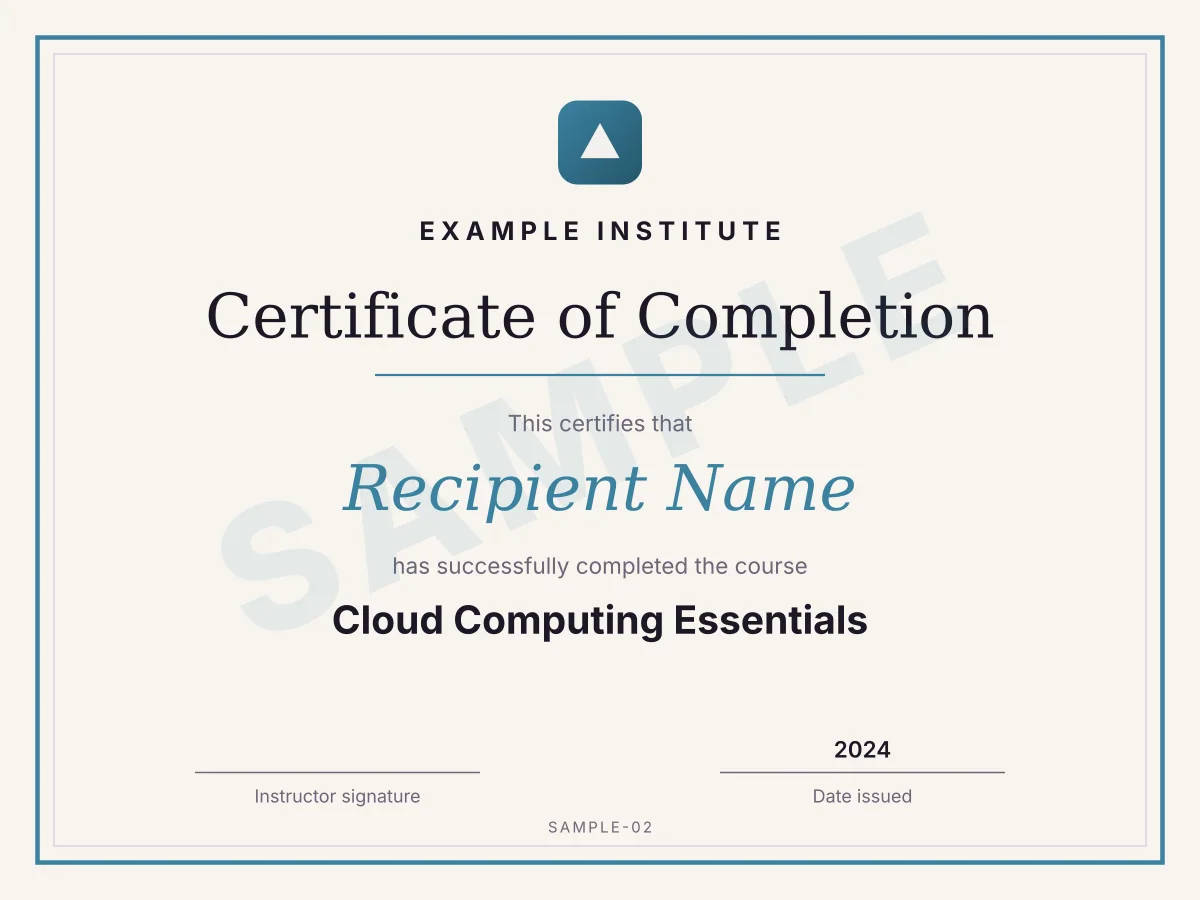 EXAMPLE INSTITUTE
Certificate of Completion
This certifies that
Recipient Name
has successfully completed the course
Cloud Computing Essentials
SAMPLE
2024
Instructor signature
Date issued
SAMPLE-02